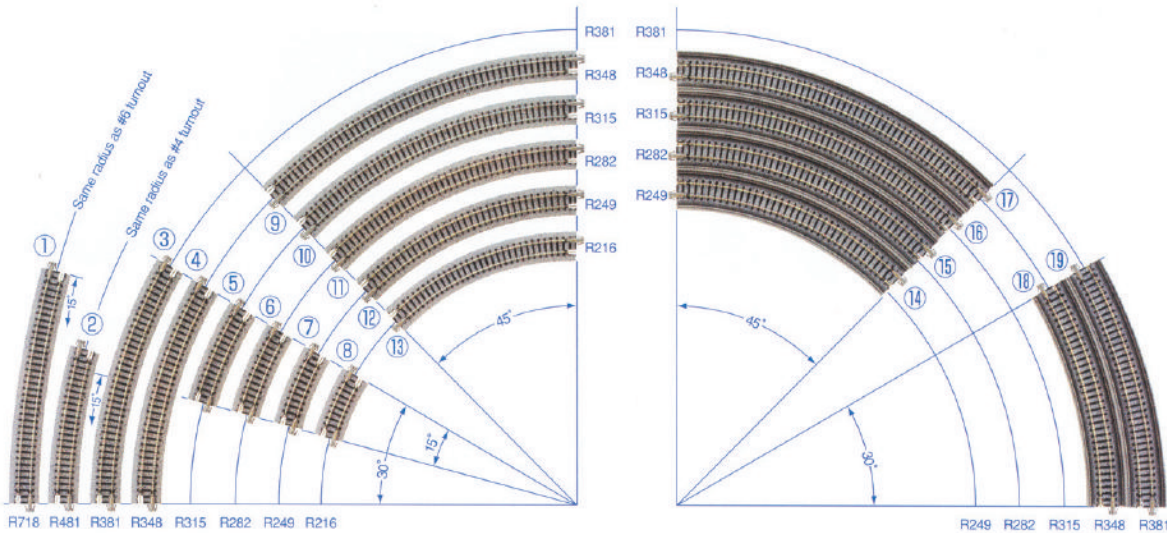 R381
R348
R315
R282
R249
R216
R381
R348
R315
R282
R249
Same radius as #6 turnout
Same radius as #4 turnout
①
②
③
④
⑤
⑥
⑦
⑧
⑨
⑩
⑪
⑫
⑬
⑭
⑮
⑯
⑰
⑱
⑲
15°
15°
45°
45°
15°
30°
30°
R718 R481 R381 R348 R315 R282 R249 R216
R249 R282 R315 R348 R381